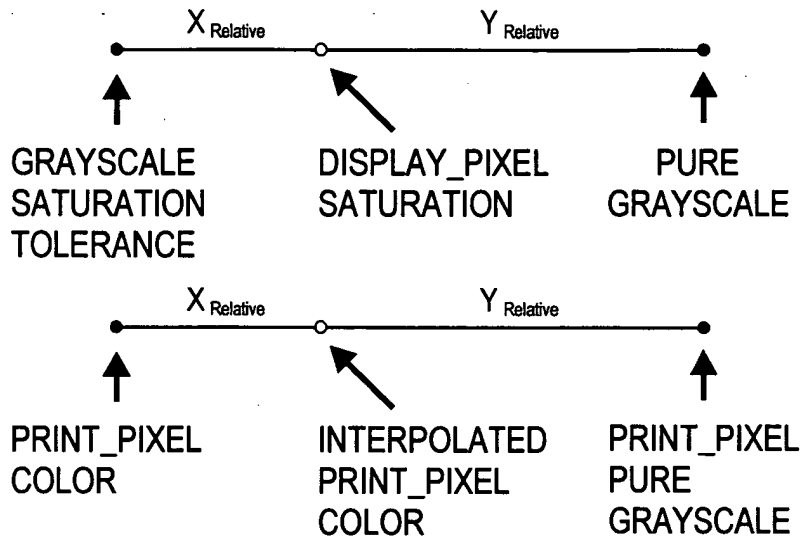 X Relative Y Relative
GRAYSCALE SATURATION TOLERANCE
DISPLAY_PIXEL SATURATION
PURE GRAYSCALE
X Relative Y Relative
PRINT_PIXEL COLOR
INTERPOLATED PRINT_PIXEL COLOR
PRINT_PIXEL PURE GRAYSCALE